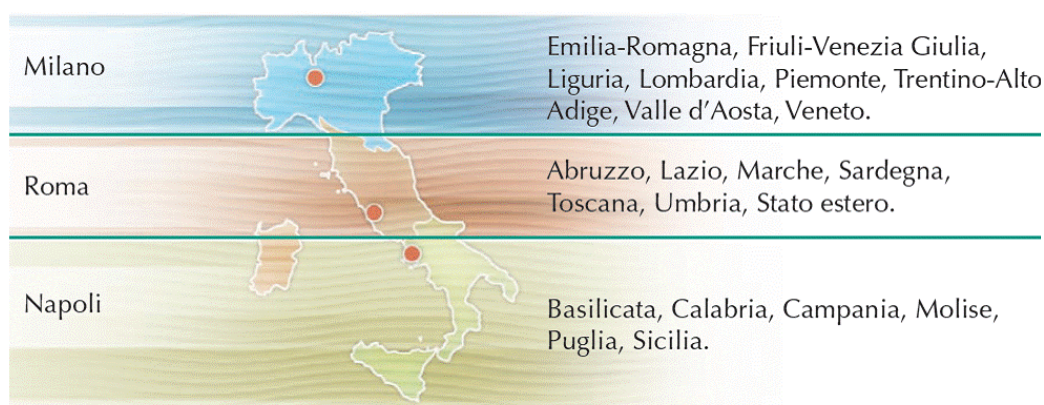 Milano
Emilia-Romagna, Friuli-Venezia Giulia,
Liguria, Lombardia, Piemonte, Trentino-Alto
Adige, Valle d’Aosta, Veneto.
Roma
Abruzzo, Lazio, Marche, Sardegna,
Toscana, Umbria, Stato estero.
Napoli
Basilicata, Calabria, Campania, Molise,
Puglia, Sicilia.